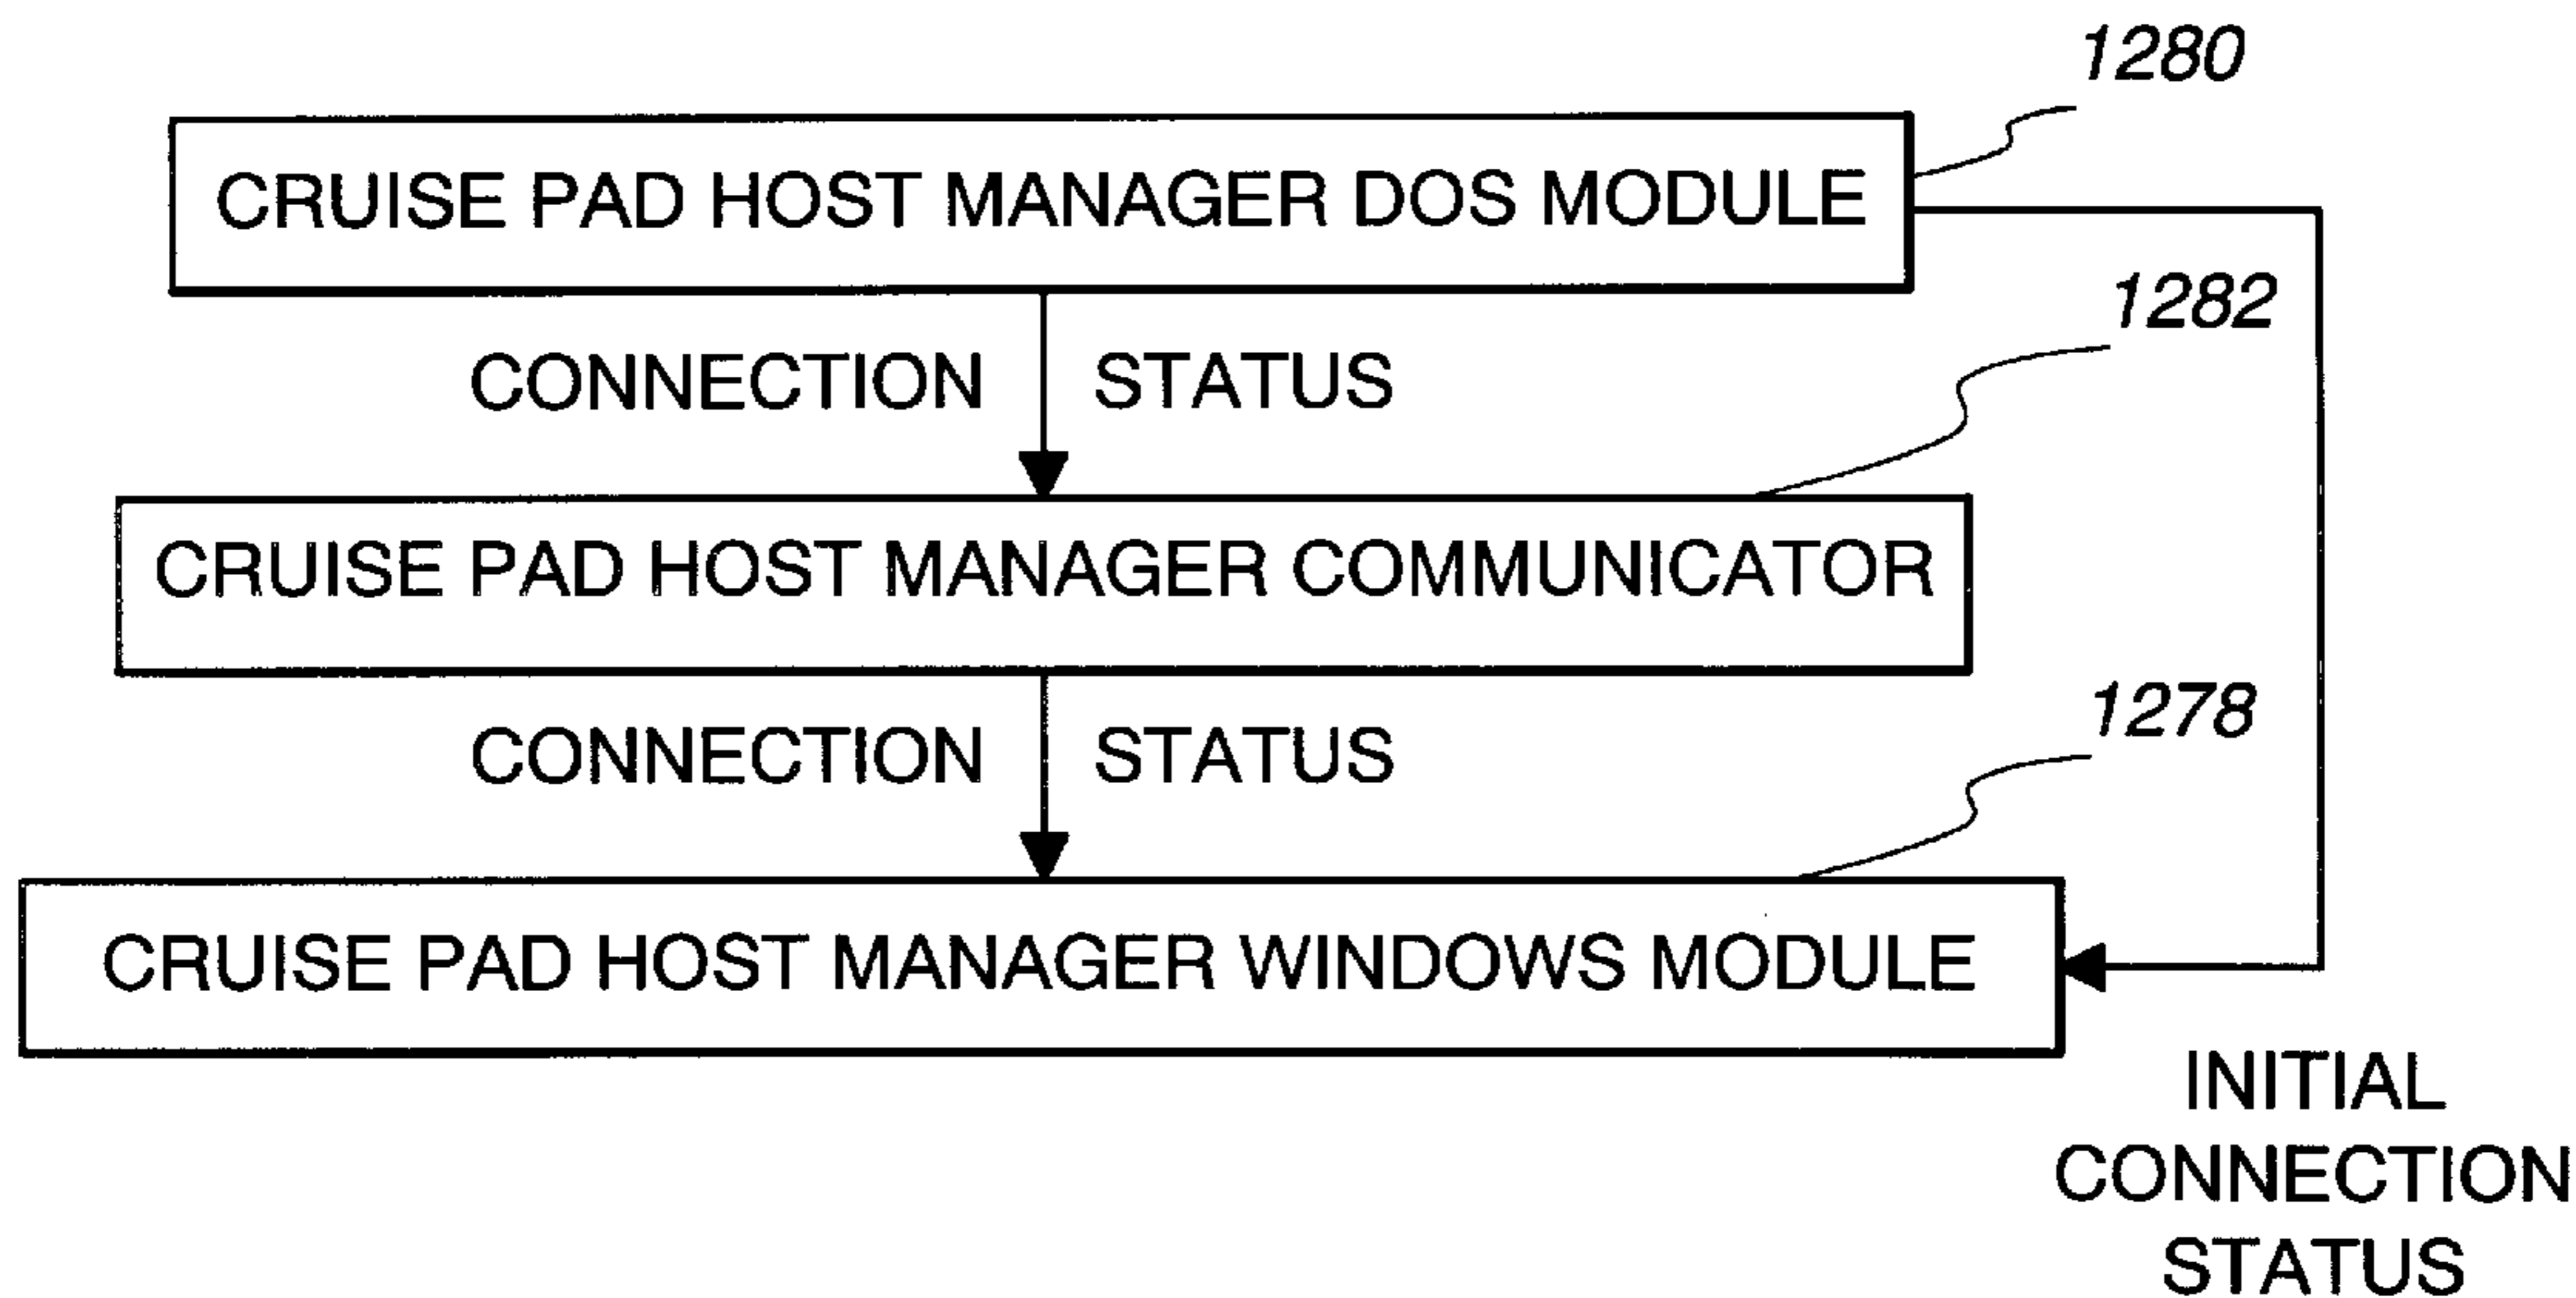 1280
CRUISE PAD HOST MANAGER DOS MODULE
1282
CONNECTION STATUS
CRUISE PAD HOST MANAGER COMMUNICATOR
1278
CONNECTION STATUS
CRUISE PAD HOST MANAGER WINDOWS MODULE
INITIAL
CONNECTION
STATUS